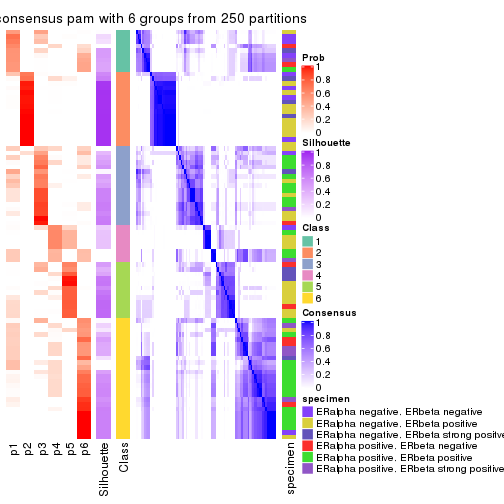 consensus pam with 6 groups from 250 partitions
Prob
1
0.8
0.6
0.4
0.2
0
Silhouette
1
0.8
0.6
0.4
0.2
0
Class
1
2
3
4
5
6
Consensus
1
0.8
0.6
0.4
0.2
0
specimen
ERalpha negative. ERbeta negative
ERalpha negative. ERbeta positive
ERalpha negative. ERbeta strong positive
ERalpha positive. ERbeta negative
ERalpha positive. ERbeta positive
ERalpha positive. ERbeta strong positive
p1
p2
p3
p4
p5
p6
Silhouette
Class
specimen